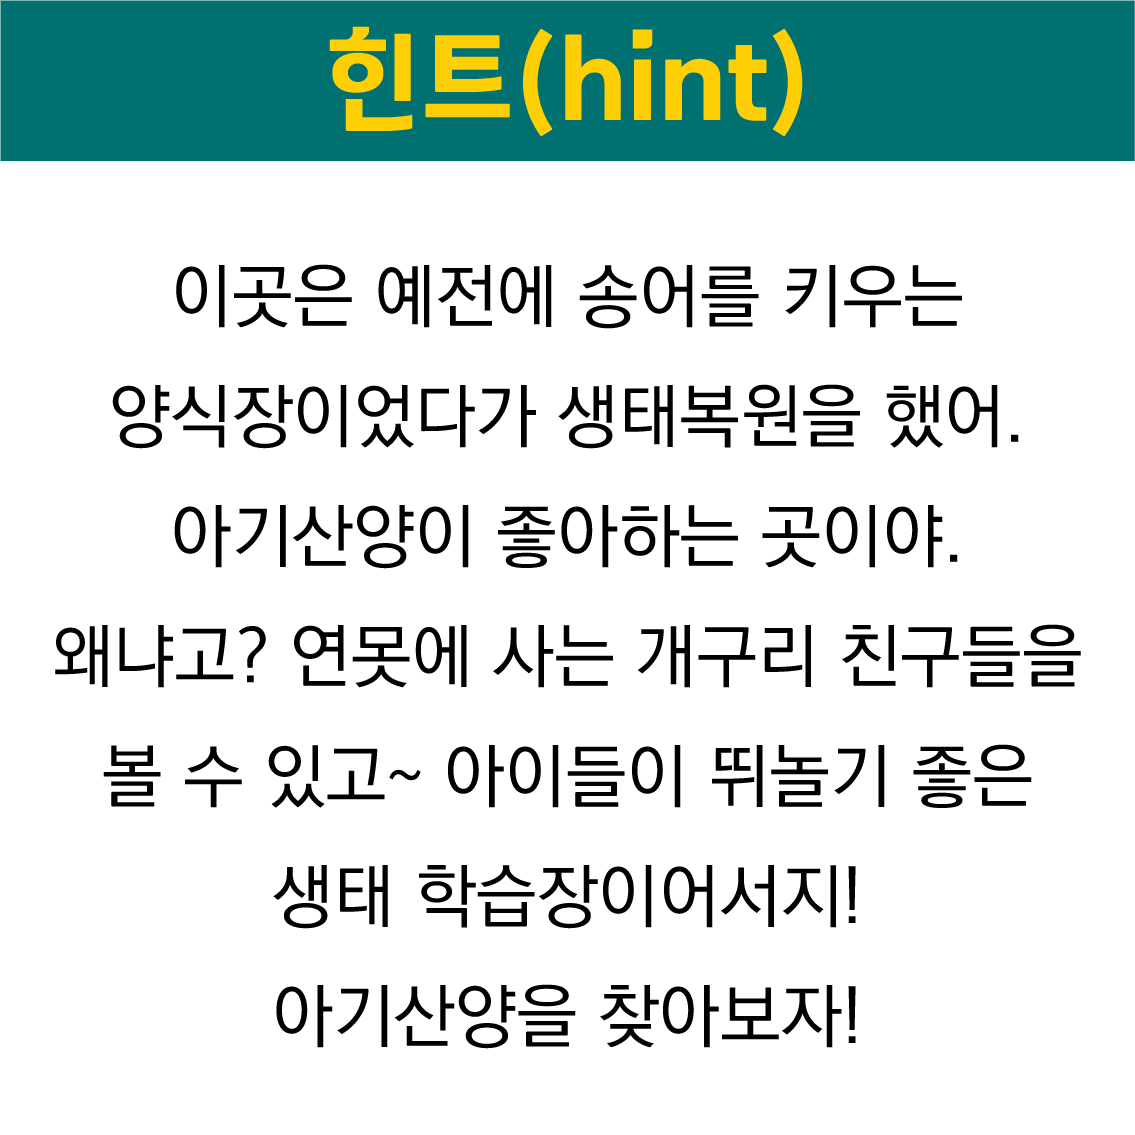 힌트(hint)
이곳은 예전에 송어를 키우는
양식장이었다가 생태복원을 했어.
아기산양이 좋아하는 곳이야.
왜냐고? 연못에 사는 개구리 친구들을
볼 수 있고~ 아이들이 뛰놀기 좋은
생태 학습장이어서지!
아기산양을 찾아보자!